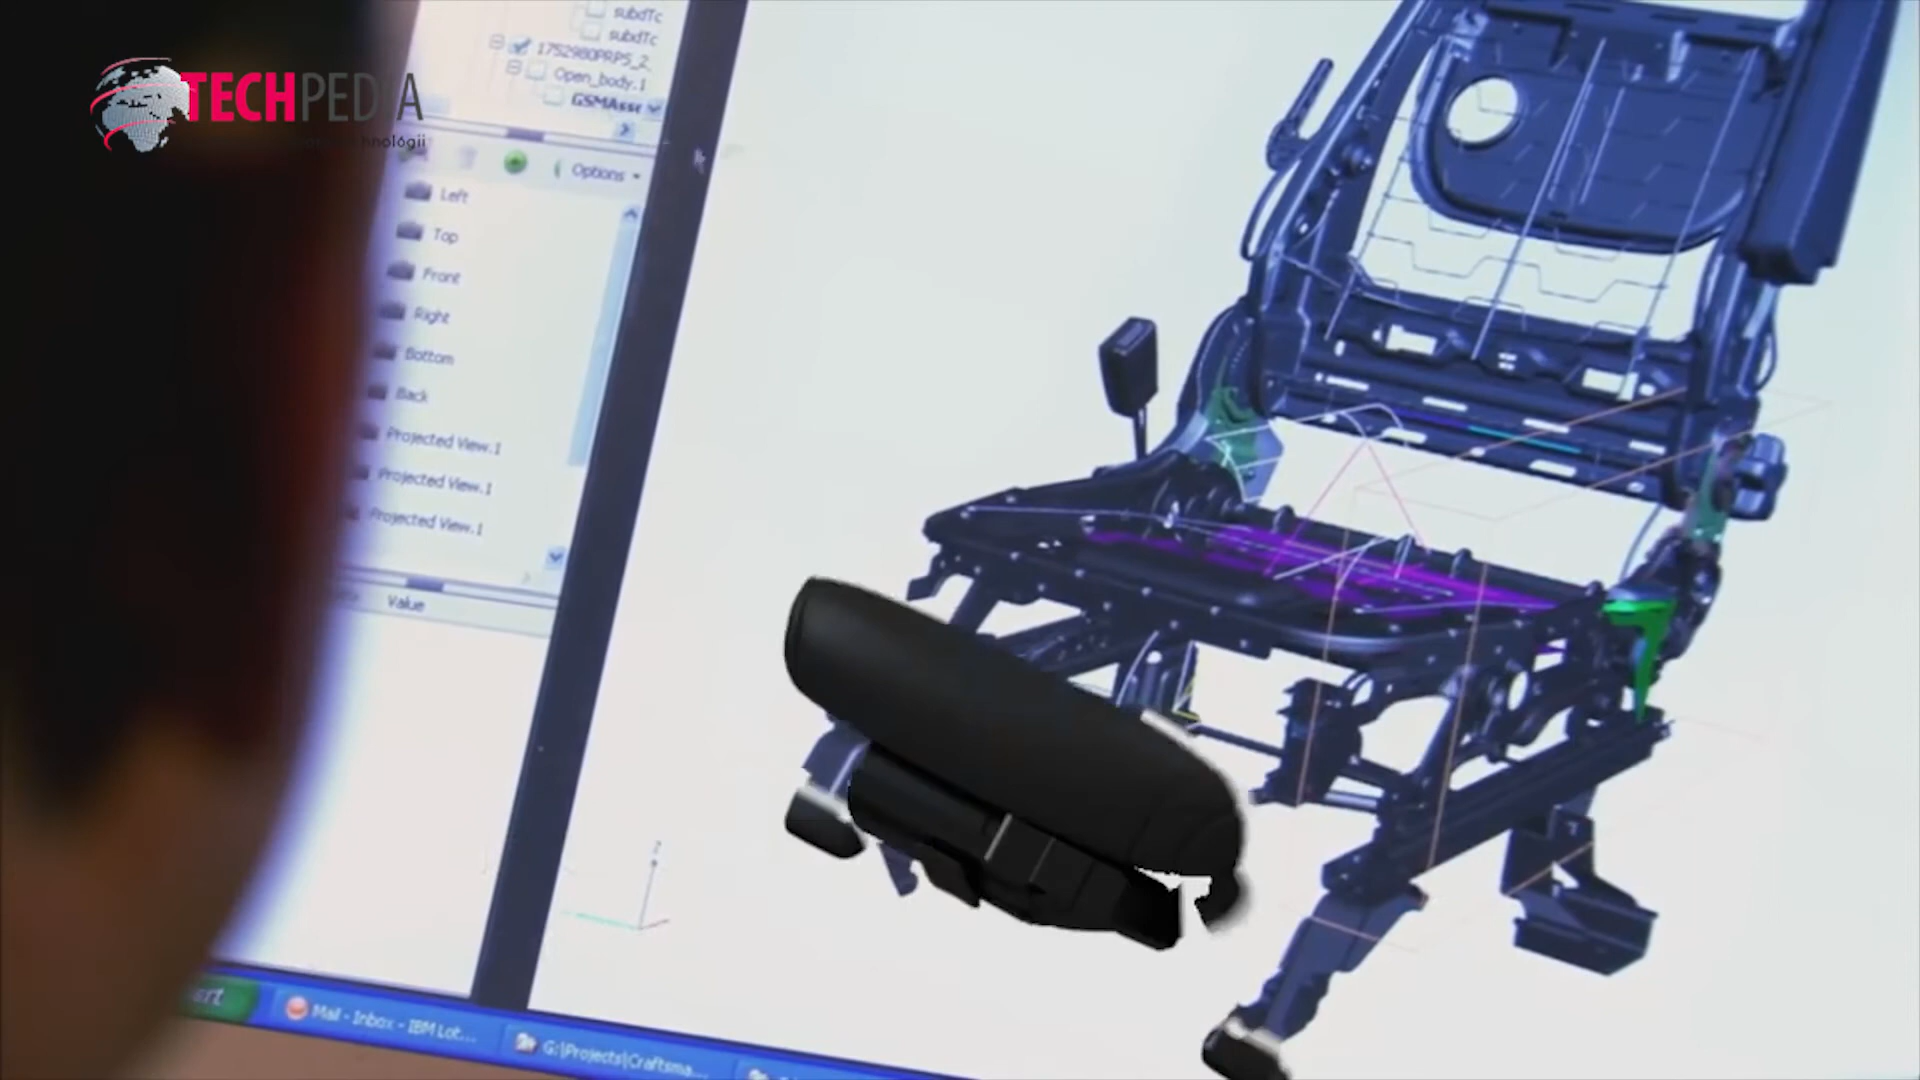 TECHPEDIA
subdTc
subdTc
1752980PRP5_2
Open_body.1
GSMAsse
Options
Left
Top
Front
Right
Bottom
Back
Projected View.1
Projected View.1
Projected View.1
Value
Z
Mail - Inbox - IBM Lot...
G:\Projects\Craftsma...